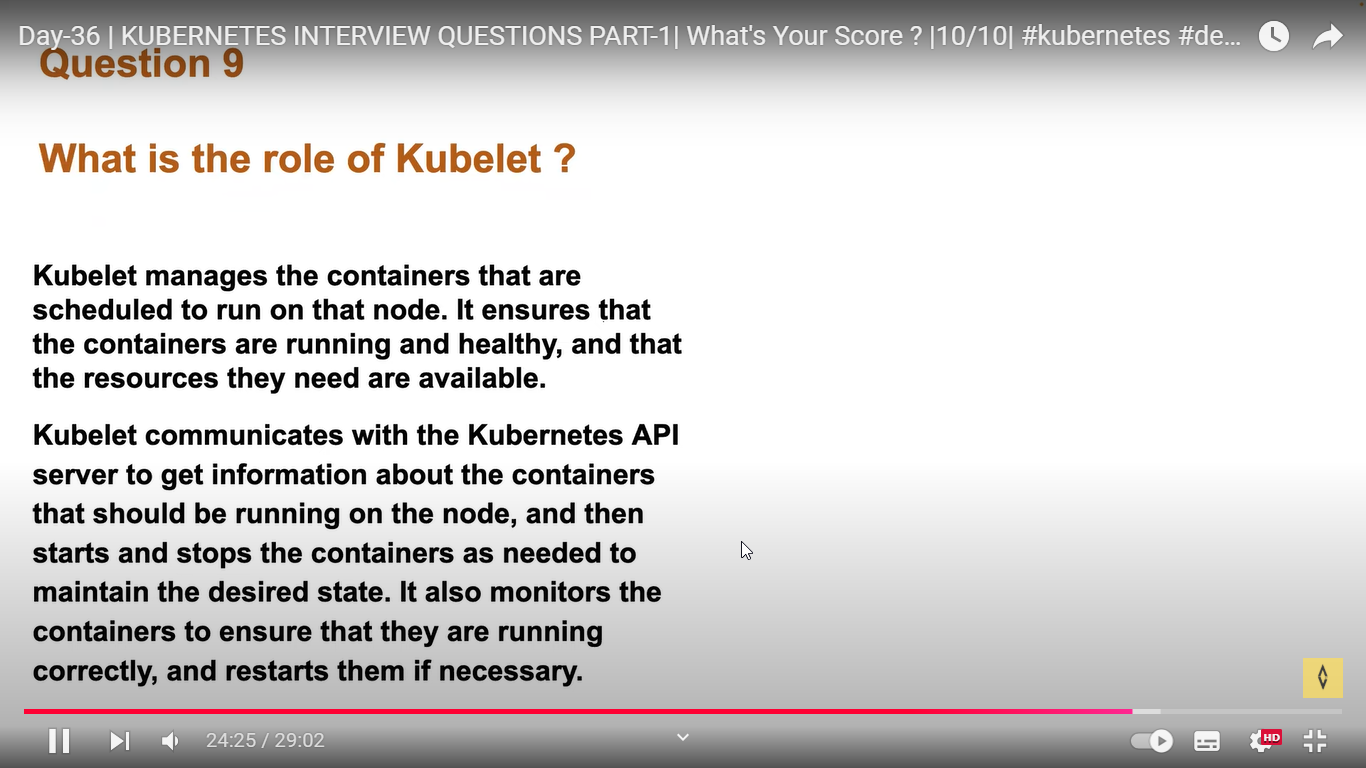 Day-36 | KUBERNETES INTERVIEW QUESTIONS PART-1| What's Your Score ? |10/10| #kubernetes #de...
Question 9
What is the role of Kubelet ?
Kubelet manages the containers that are
scheduled to run on that node. It ensures that
the containers are running and healthy, and that
the resources they need are available.
Kubelet communicates with the Kubernetes API
server to get information about the containers
that should be running on the node, and then
starts and stops the containers as needed to
maintain the desired state. It also monitors the
containers to ensure that they are running
correctly, and restarts them if necessary.
24:25 / 29:02
HD